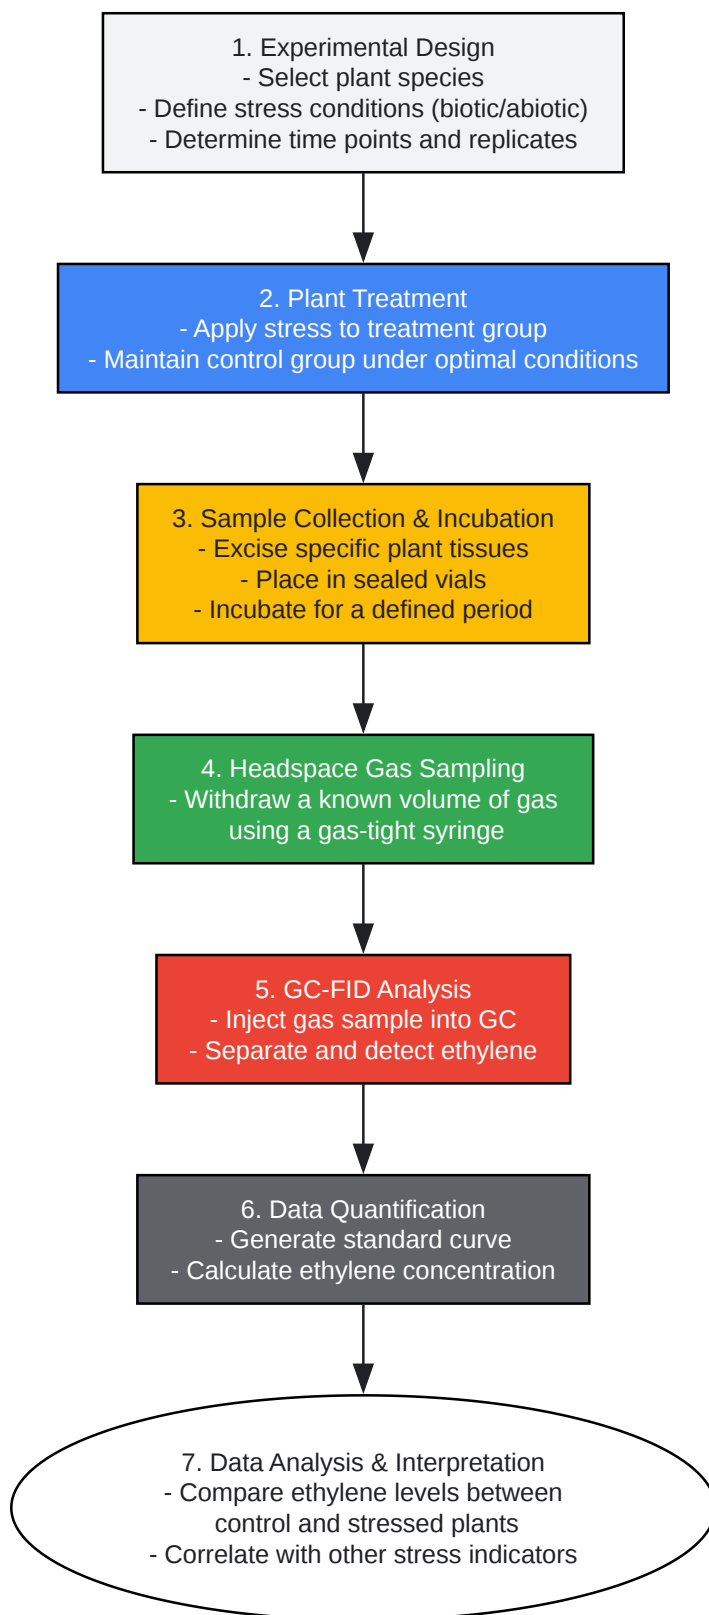 1. Experimental Design
- Select plant species
- Define stress conditions (biotic/abiotic)
- Determine time points and replicates
2. Plant Treatment
- Apply stress to treatment group
- Maintain control group under optimal conditions
3. Sample Collection & Incubation
- Excise specific plant tissues
- Place in sealed vials
- Incubate for a defined period
4. Headspace Gas Sampling
- Withdraw a known volume of gas
using a gas-tight syringe
5. GC-FID Analysis
- Inject gas sample into GC
- Separate and detect ethylene
6. Data Quantification
- Generate standard curve
- Calculate ethylene concentration
7. Data Analysis & Interpretation
- Compare ethylene levels between
control and stressed plants
- Correlate with other stress indicators